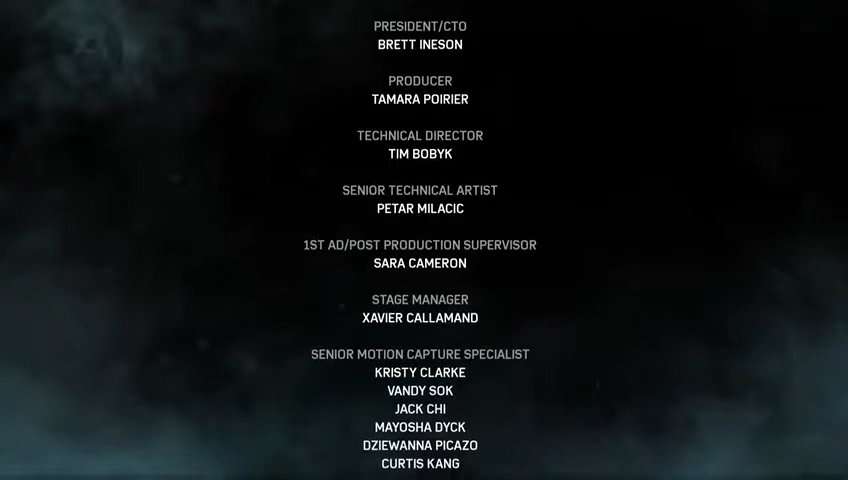 PRESIDENT/CTO
BRETT INESON
PRODUCER
TAMARA POIRIER
TECHNICAL DIRECTOR
TIM BOBYK
SENIOR TECHNICAL ARTIST
PETAR MILACIC
1ST AD/POST PRODUCTION SUPERVISOR
SARA CAMERON
STAGE MANAGER
XAVIER CALLAMAND
SENIOR MOTION CAPTURE SPECIALIST
KRISTY CLARKE
VANDY SOK
JACK CHI
MAYOSHA DYCK
DZIEWANNA PICAZO
CURTIS KANG